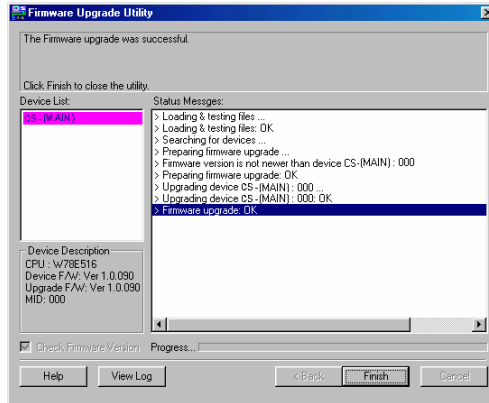 Firmware Upgrade Utility
The Firmware upgrade was successful.
Click Finish to close the utility.
Device List:
Status Messges:
CS-(MAIN)
> Loading & testing files ...
> Loading & testing files: OK
> Searching for devices ...
> Preparing firmware upgrade ...
> Firmware version is not newer than device CS-(MAIN) : 000
> Preparing firmware upgrade: OK
> Upgrading device CS-(MAIN) : 000 ...
> Upgrading device CS-(MAIN) : 000: OK
> Firmware upgrade: OK
Device Description
CPU : W78E516
Device F/W: Ver 1.0.090
Upgrade F/W: Ver 1.0.090
MID: 000
Check Firmware Version
Progress...
Help
View Log
< Back
Finish
Cancel